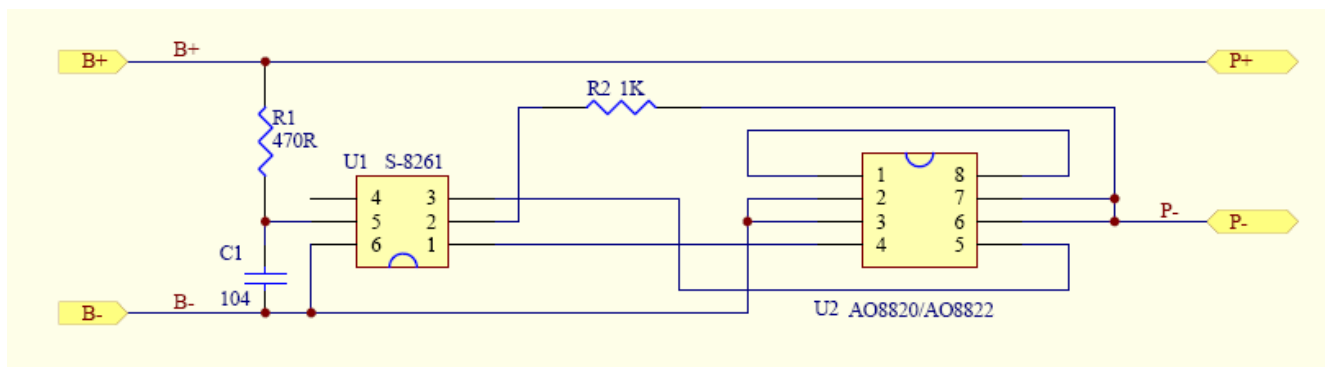 B+ B+ P+
R2 1K
R1
470R
U1 S-8261
4 3
5 2
6 1
1 8
2 7
3 6
4 5
P- P-
C1
104
B- B-
U2 AO8820/AO8822